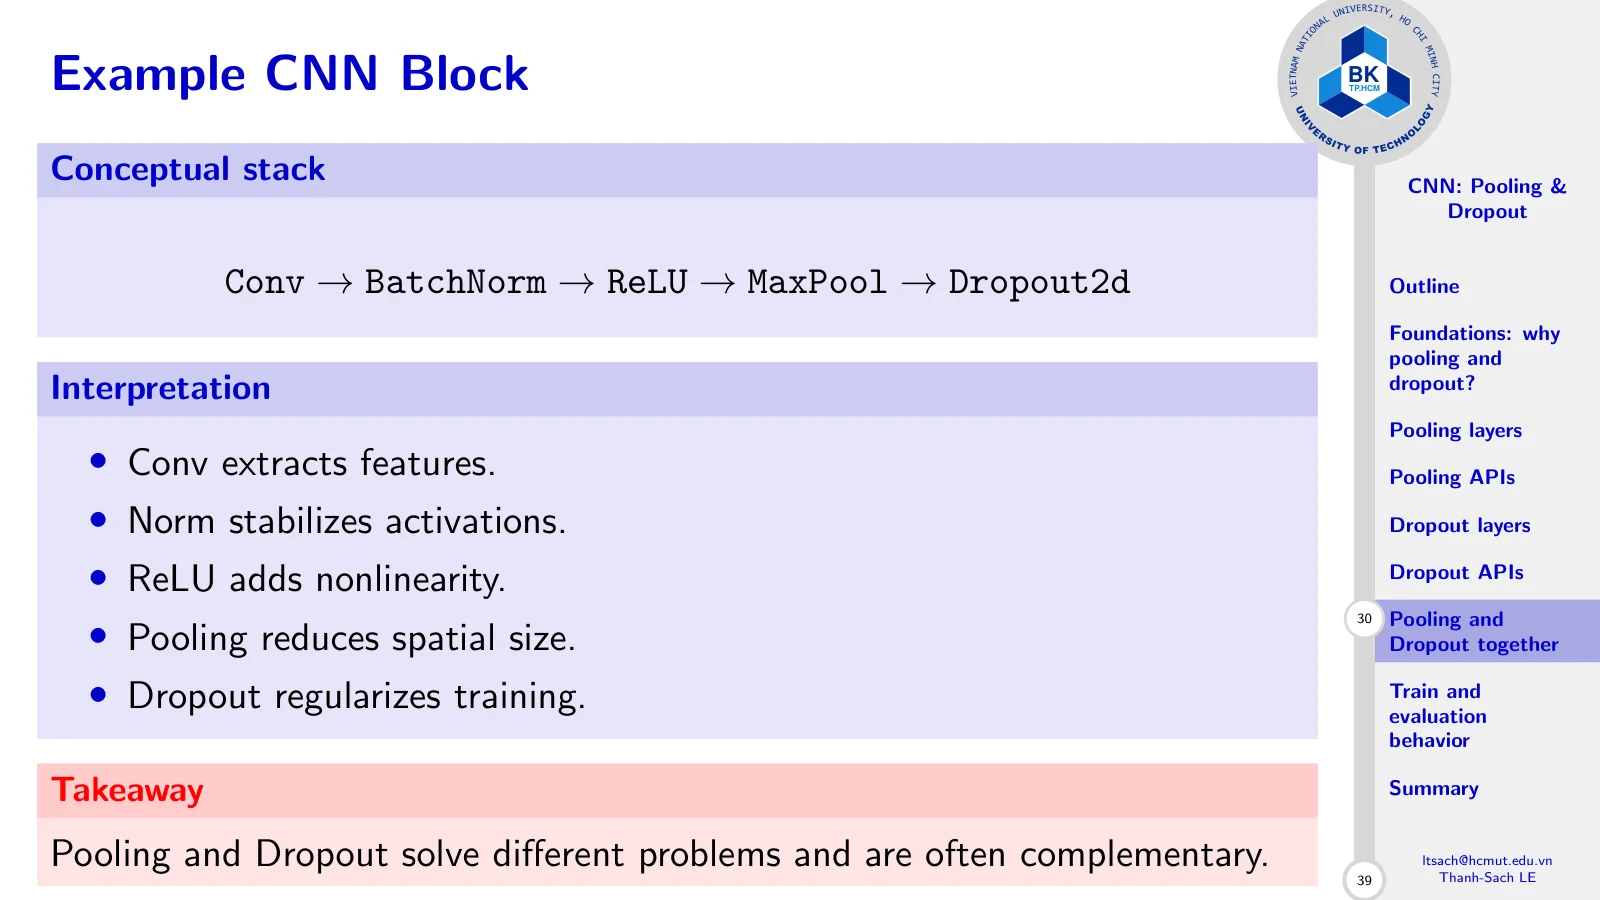 Example CNN Block
Conceptual stack
Conv → BatchNorm → ReLU → MaxPool → Dropout2d
Interpretation
• Conv extracts features.
• Norm stabilizes activations.
• ReLU adds nonlinearity.
• Pooling reduces spatial size.
• Dropout regularizes training.
Takeaway
Pooling and Dropout solve different problems and are often complementary.
VIETNAM NATIONAL UNIVERSITY, HO CHI MINH CITY
BK
TP.HCM
UNIVERSITY OF TECHNOLOGY
CNN: Pooling &
Dropout
Outline
Foundations: why
pooling and
dropout?
Pooling layers
Pooling APIs
Dropout layers
Dropout APIs
30
Pooling and
Dropout together
Train and
evaluation
behavior
Summary
39
ltsach@hcmut.edu.vn
Thanh-Sach LE